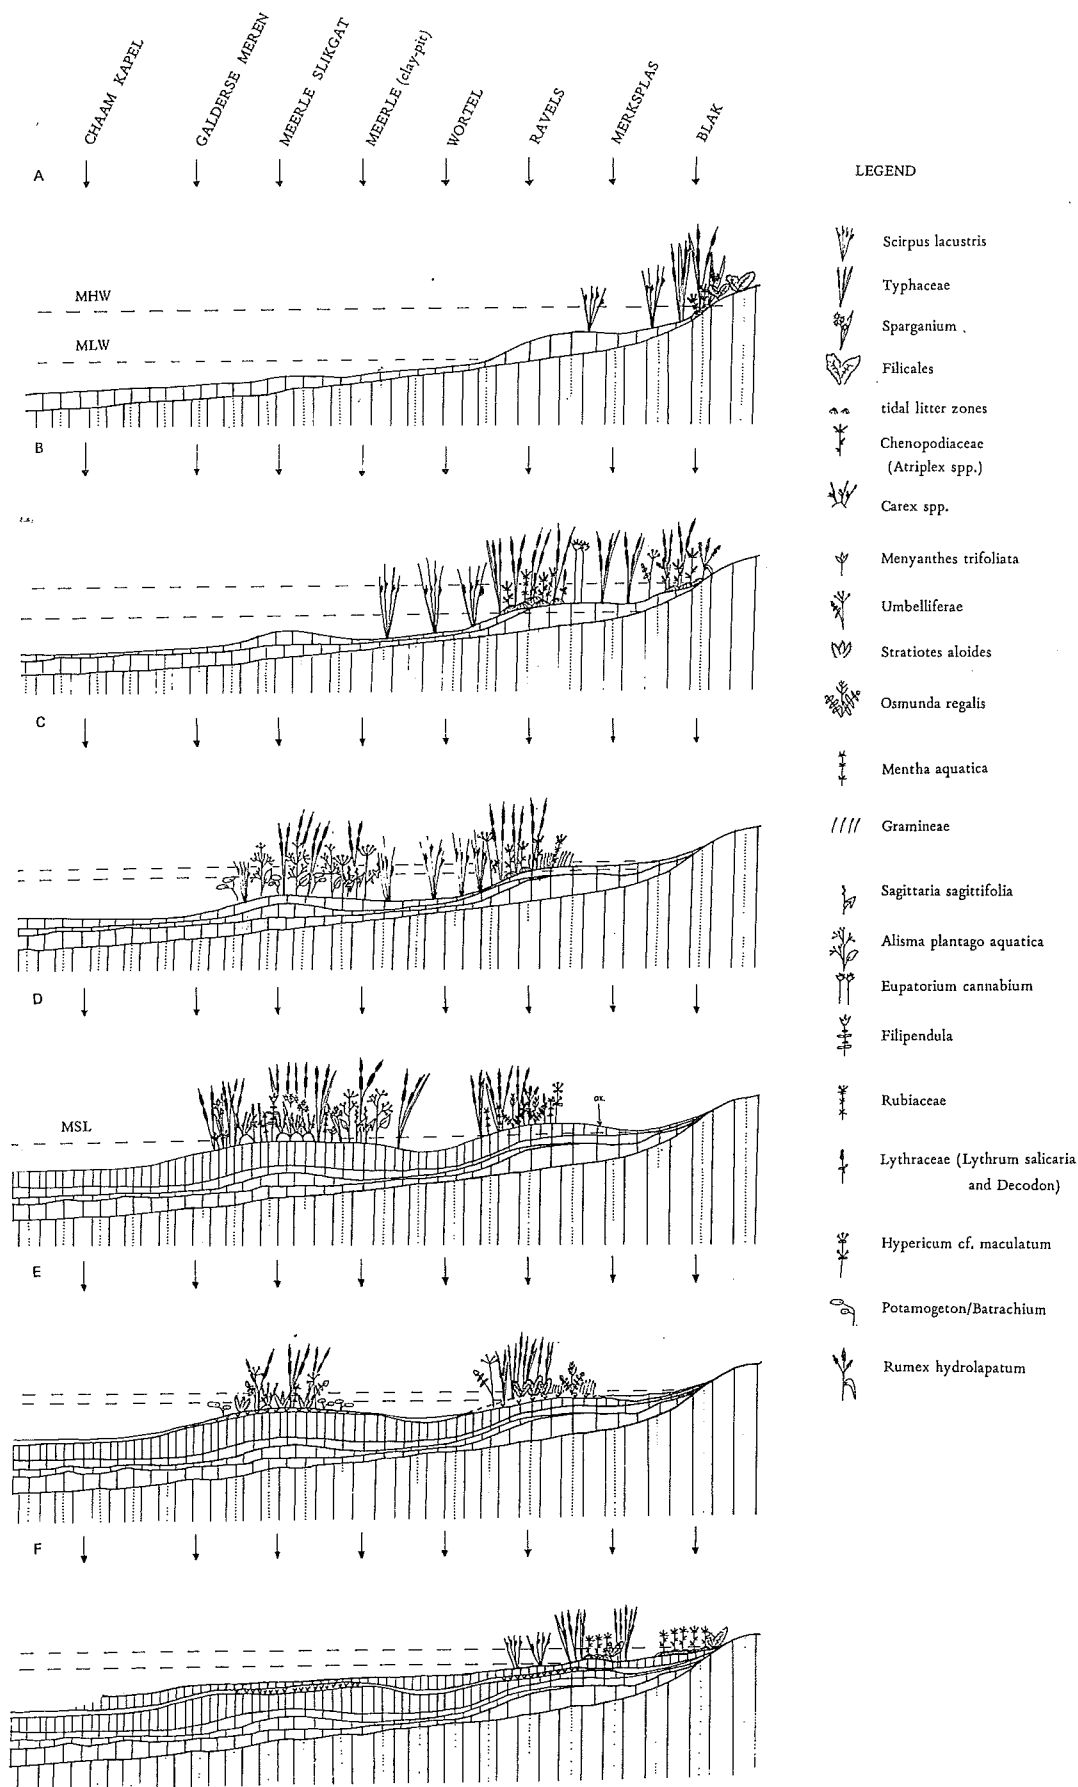 CHAAM KAPEL
GALDERSE MEREN
MEERLE SLIKGAT
MEERLE (clay-pit)
WORTEL
RAVELS
MERKSPLAS
BLAK
A
MHW
MLW
B
C
D
MSL
ox.
E
F
LEGEND
Scirpus lacustris
Typhaceae
Sparganium
Filicales
tidal litter zones
Chenopodiaceae
(Atriplex spp.)
Carex spp.
Menyanthes trifoliata
Umbelliferae
Stratiotes aloides
Osmunda regalis
Mentha aquatica
Gramineae
Sagittaria sagittifolia
Alisma plantago aquatica
Eupatorium cannabium
Filipendula
Rubiaceae
Lythraceae (Lythrum salicaria
and Decodon)
Hypericum cf. maculatum
Potamogeton/Batrachium
Rumex hydrolapatum